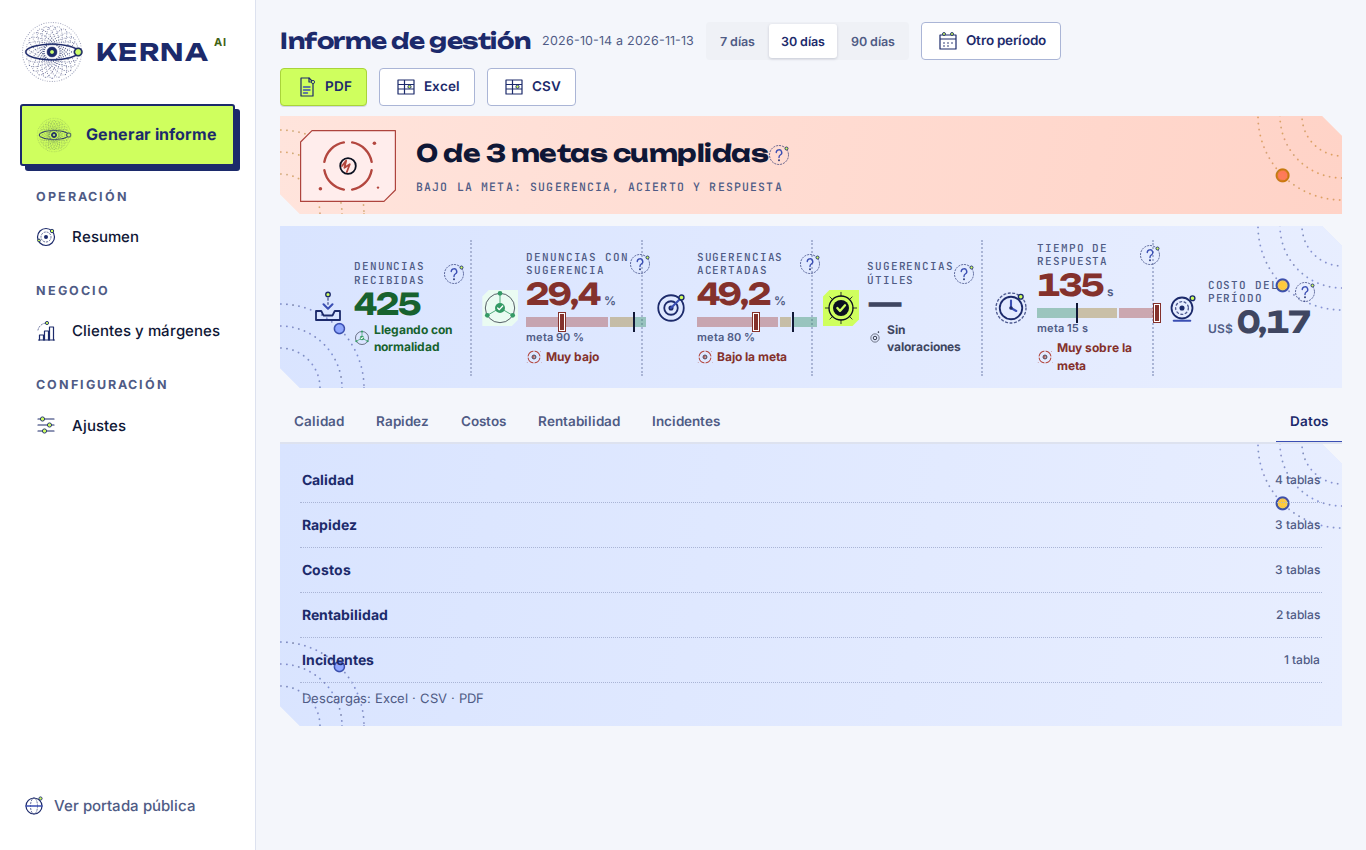 KERNA AI
Generar informe
OPERACIÓN
Resumen
NEGOCIO
Clientes y márgenes
CONFIGURACIÓN
Ajustes
Ver portada pública
Informe de gestión 2026-10-14 a 2026-11-13 7 días 30 días 90 días Otro período
PDF Excel CSV
0 de 3 metas cumplidas ?
BAJO LA META: SUGERENCIA, ACIERTO Y RESPUESTA
DENUNCIAS
RECIBIDAS ?
425
Llegando con
normalidad
DENUNCIAS CON
SUGERENCIA ?
29,4 %
meta 90 %
Muy bajo
SUGERENCIAS
ACERTADAS ?
49,2 %
meta 80 %
Bajo la meta
SUGERENCIAS
ÚTILES ?
—
Sin
valoraciones
TIEMPO DE
RESPUESTA ?
135 s
meta 15 s
Muy sobre la
meta
COSTO DEL
PERÍODO ?
US$ 0,17
Calidad Rapidez Costos Rentabilidad Incidentes Datos
Calidad 4 tablas
Rapidez 3 tablas
Costos 3 tablas
Rentabilidad 2 tablas
Incidentes 1 tabla
Descargas: Excel · CSV · PDF